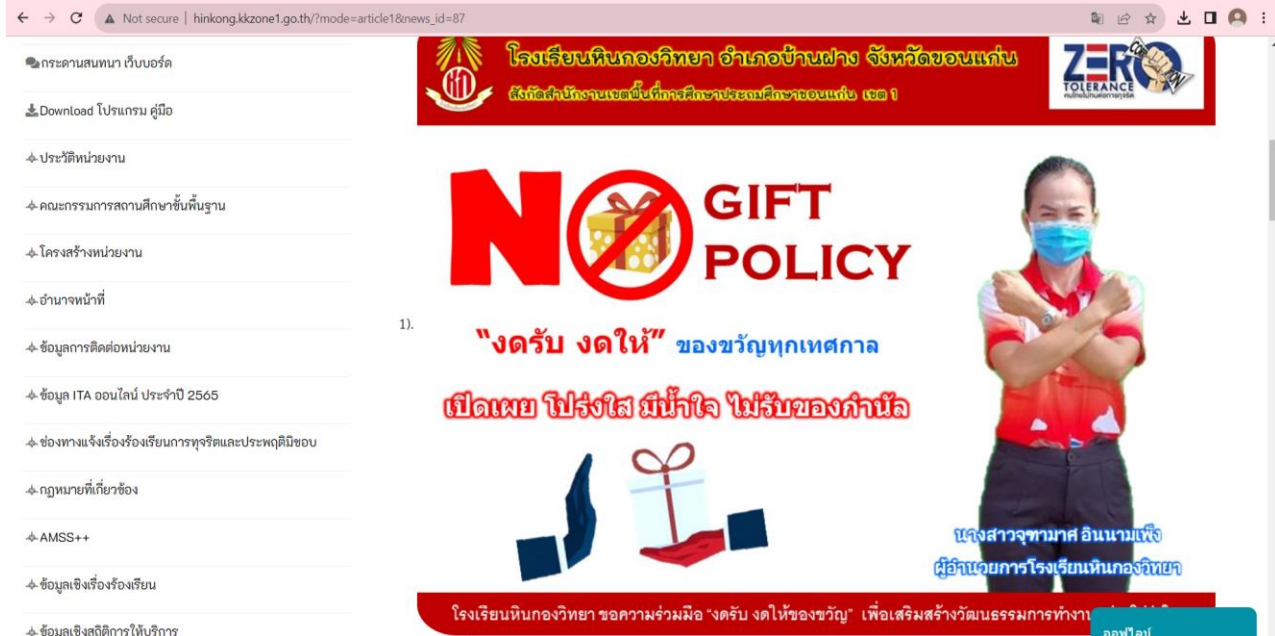 Not secure | hinkong.kkzone1.go.th/?mode=article1&news_id=87
กระดานสนทนา เว็บบอร์ด
Download โปรแกรม คู่มือ
ประวัติหน่วยงาน
คณะกรรมการสถานศึกษาขั้นพื้นฐาน
โครงสร้างหน่วยงาน
อำนาจหน้าที่
ข้อมูลการติดต่อหน่วยงาน
ข้อมูล ITA ออนไลน์ ประจำปี 2565
ช่องทางแจ้งเรื่องร้องเรียนการทุจริตและประพฤติมิชอบ
กฎหมายที่เกี่ยวข้อง
AMSS++
ข้อมูลเชิงเรื่องร้องเรียน
ข้อมูลเชิงสถิติการให้บริการ
โรงเรียนหินกองวิทยา อำเภอบ้านฝาง จังหวัดขอนแก่น
สังกัดสำนักงานเขตพื้นที่การศึกษาประถมศึกษาขอนแก่น เขต 1
หก
ZERO
TOLERANCE
คนไทยไม่ทนต่อการทุจริต
NO GIFT
POLICY
1).
"งดรับ งดให้" ของขวัญทุกเทศกาล
เปิดเผย โปร่งใส มีน้ำใจ ไม่รับของกำนัล
นางสาวจุฑามาศ อินนามเพ็ง
ผู้อำนวยการโรงเรียนหินกองวิทยา
โรงเรียนหินกองวิทยา ขอความร่วมมือ "งดรับ งดให้ของขวัญ" เพื่อเสริมสร้างวัฒนธรรมการทำงาน
ออฟไลน์